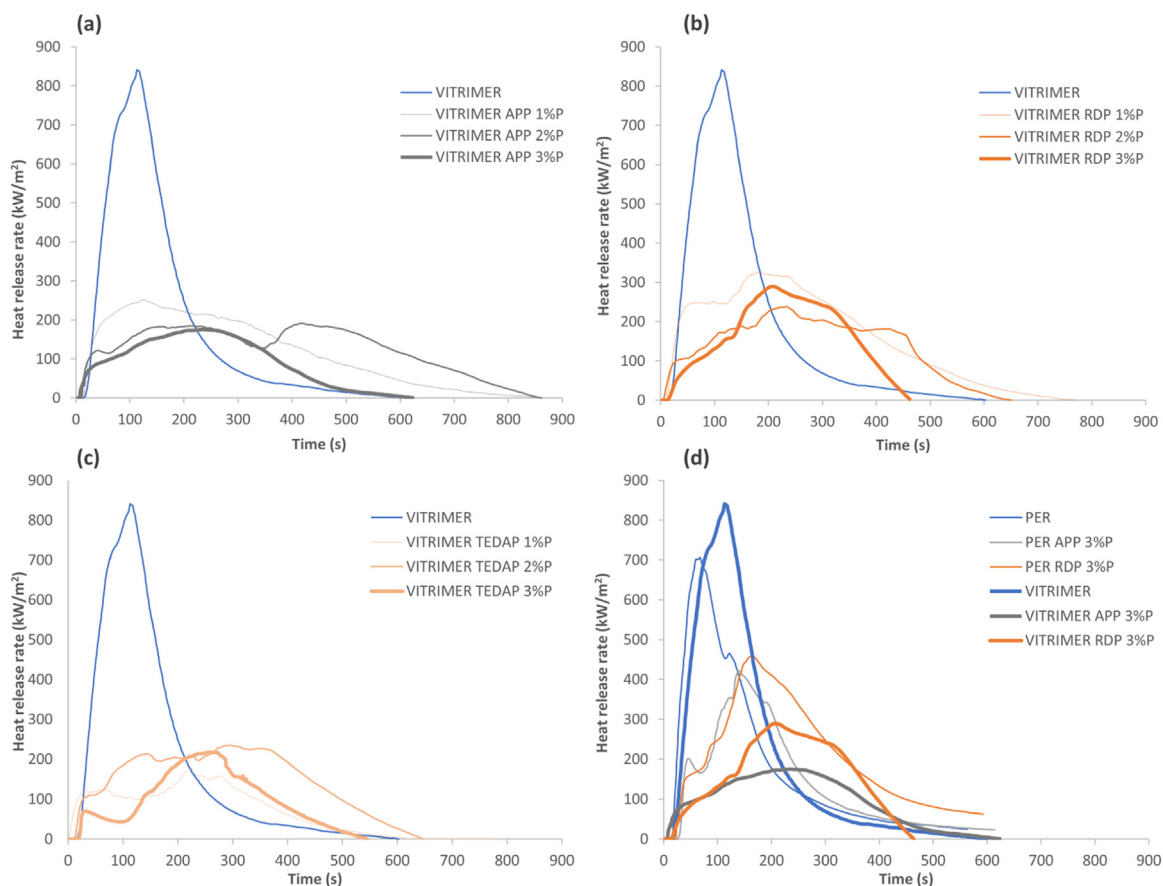 (a)
900
800
700
600
500
400
300
200
100
0
Heat release rate (kW/m²)
VITRIMER
VITRIMER APP 1%P
VITRIMER APP 2%P
VITRIMER APP 3%P
0 100 200 300 400 500 600 700 800 900
Time (s)
(b)
900
800
700
600
500
400
300
200
100
0
Heat release rate (kW/m²)
VITRIMER
VITRIMER RDP 1%P
VITRIMER RDP 2%P
VITRIMER RDP 3%P
0 100 200 300 400 500 600 700 800 900
Time (s)
(c)
900
800
700
600
500
400
300
200
100
0
Heat release rate (kW/m²)
VITRIMER
VITRIMER TEDAP 1%P
VITRIMER TEDAP 2%P
VITRIMER TEDAP 3%P
0 100 200 300 400 500 600 700 800 900
Time (s)
(d)
900
800
700
600
500
400
300
200
100
0
Heat release rate (kW/m²)
PER
PER APP 3%P
PER RDP 3%P
VITRIMER
VITRIMER APP 3%P
VITRIMER RDP 3%P
0 100 200 300 400 500 600 700 800 900
Time (s)